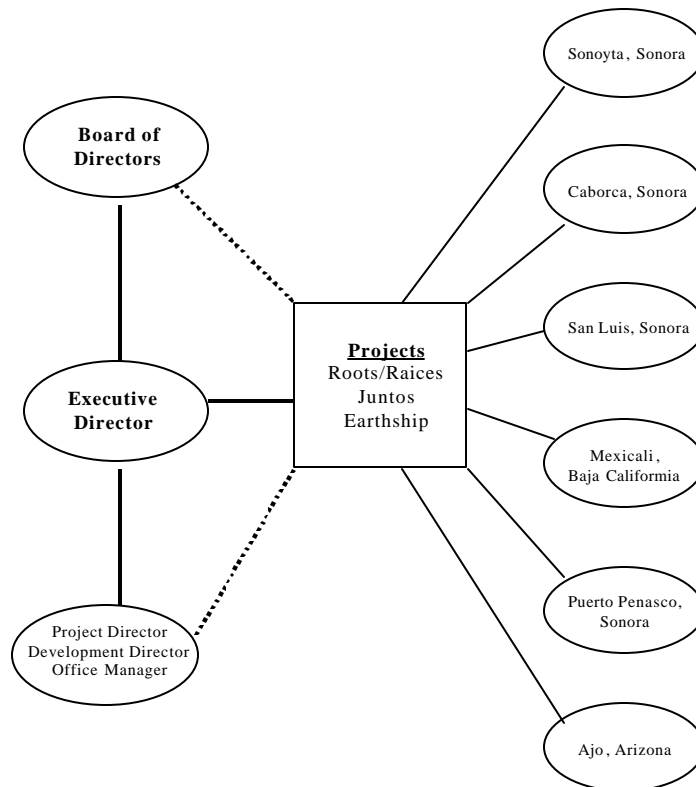 Board of
Directors
Executive
Director
Project Director
Development Director
Office Manager
Projects
Roots/Raices
Juntos
Earthship
Sonoyta, Sonora
Caborca, Sonora
San Luis, Sonora
Mexicali,
Baja Califormia
Puerto Penasco,
Sonora
Ajo, Arizona